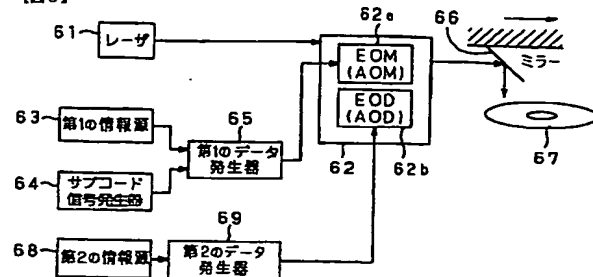 61
レーザ
62a
EOM
(AOM)
66
ミラー
63
第1の情報源
65
第1のデータ
発生器
EOD
(AOD)
67
64
サブコード
信号発生器
62
62b
69
68
第2の情報源
第2のデータ
発生器